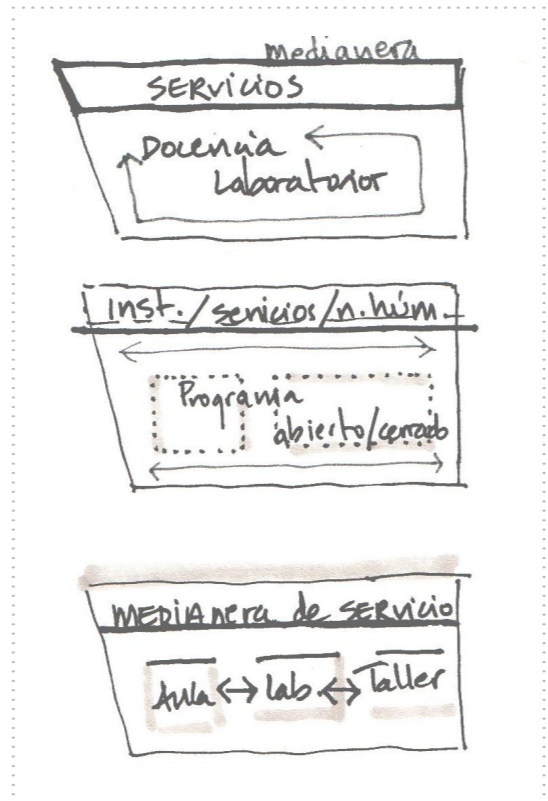 medianera
SERVICIOS
Docencia
Laboratorios
Inst./servicios/n.húm.
Programa
abierto/cerrado
MEDIAnera de SERVICIO
Aula ↔ Lab. ↔ Taller